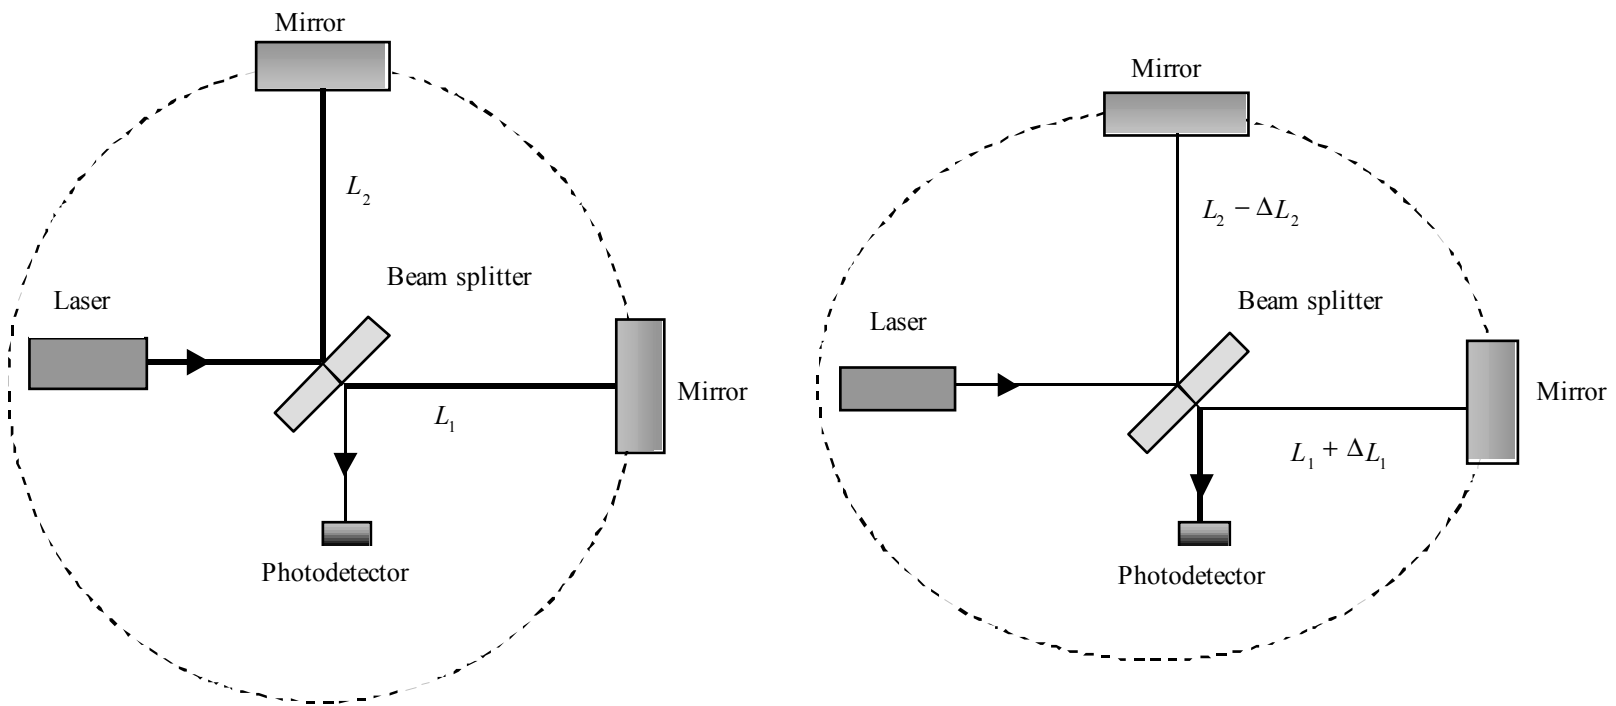 Mirror
L₂
Beam splitter
Laser
Mirror
L₁
Photodetector
Mirror
L₂ − ΔL₂
Beam splitter
Laser
Mirror
L₁ + ΔL₁
Photodetector